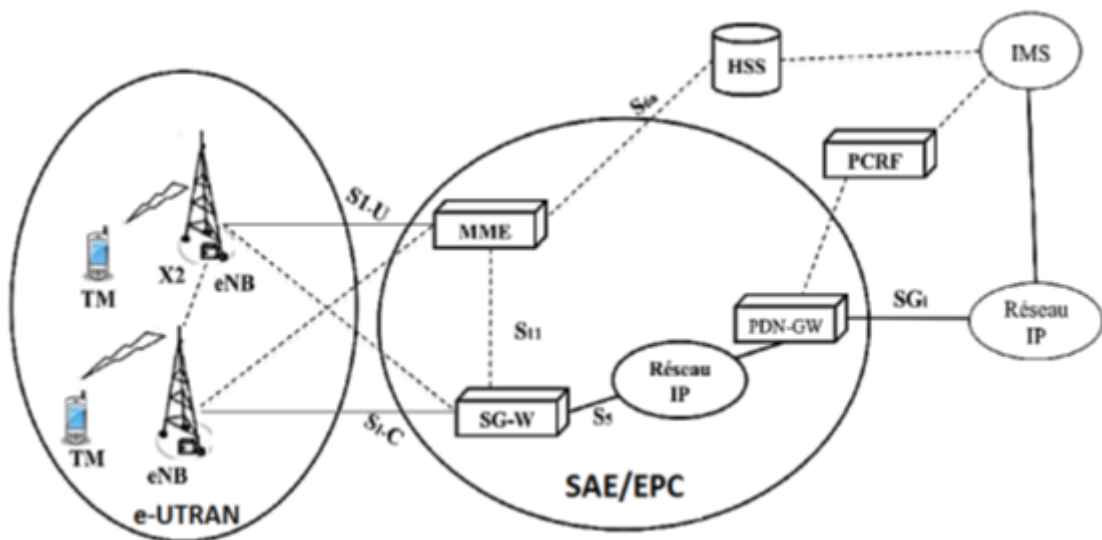 HSS
IMS
S6a
PCRF
S1-U
MME
X2
eNB
TM
SGi
Réseau
IP
PDN-GW
S11
Réseau
IP
SG-W
S5
S1-C
TM
eNB
e-UTRAN
SAE/EPC